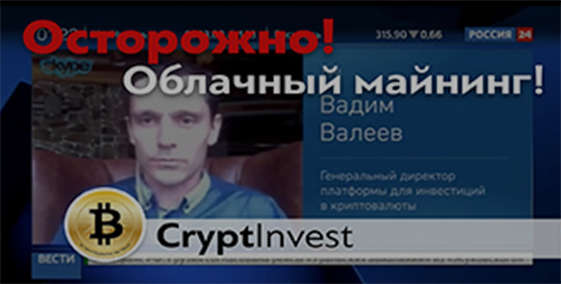 Осторожно!
315.90▼0,66
РОССИЯ 24
skype
Облачный майнинг!
Вадим
Валеев
Генеральный директор
платформы для инвестиций
в криптовалюты
CryptInvest
ВЕСТИ